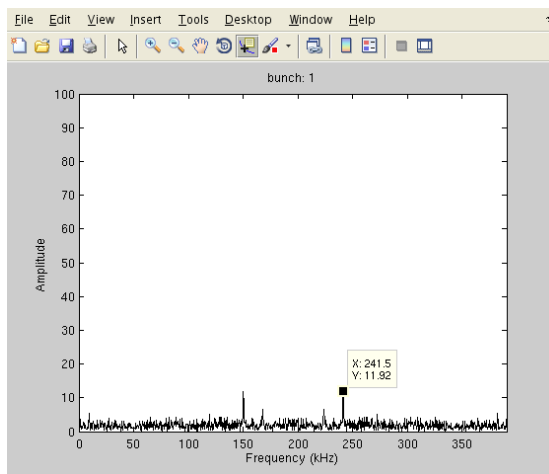 File Edit View Insert Tools Desktop Window Help
bunch: 1
100
90
80
70
60
50
40
30
20
10
0
Amplitude
X: 241.5
Y: 11.92
0 50 100 150 200 250 300 350
Frequency (kHz)